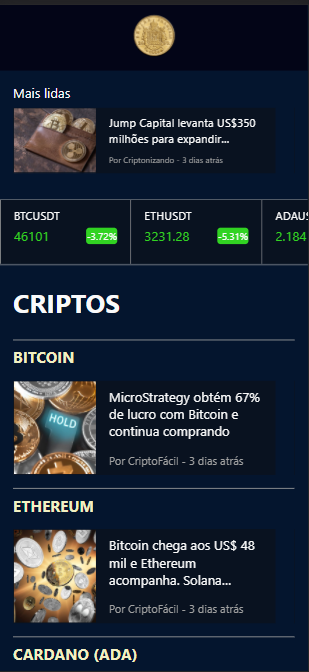 Mais lidas
Jump Capital levanta US$350
milhões para expandir...
Por Criptonizando - 3 dias atrás
BTCUSDT
46101 -3.72%
ETHUSDT
3231.28 -5.31%
ADAUS
2.184
CRIPTOS
BITCOIN
HOLD
MicroStrategy obtém 67%
de lucro com Bitcoin e
continua comprando
Por CriptoFácil - 3 dias atrás
ETHEREUM
Bitcoin chega aos US$ 48
mil e Ethereum
acompanha. Solana...
Por CriptoFácil - 3 dias atrás
CARDANO (ADA)